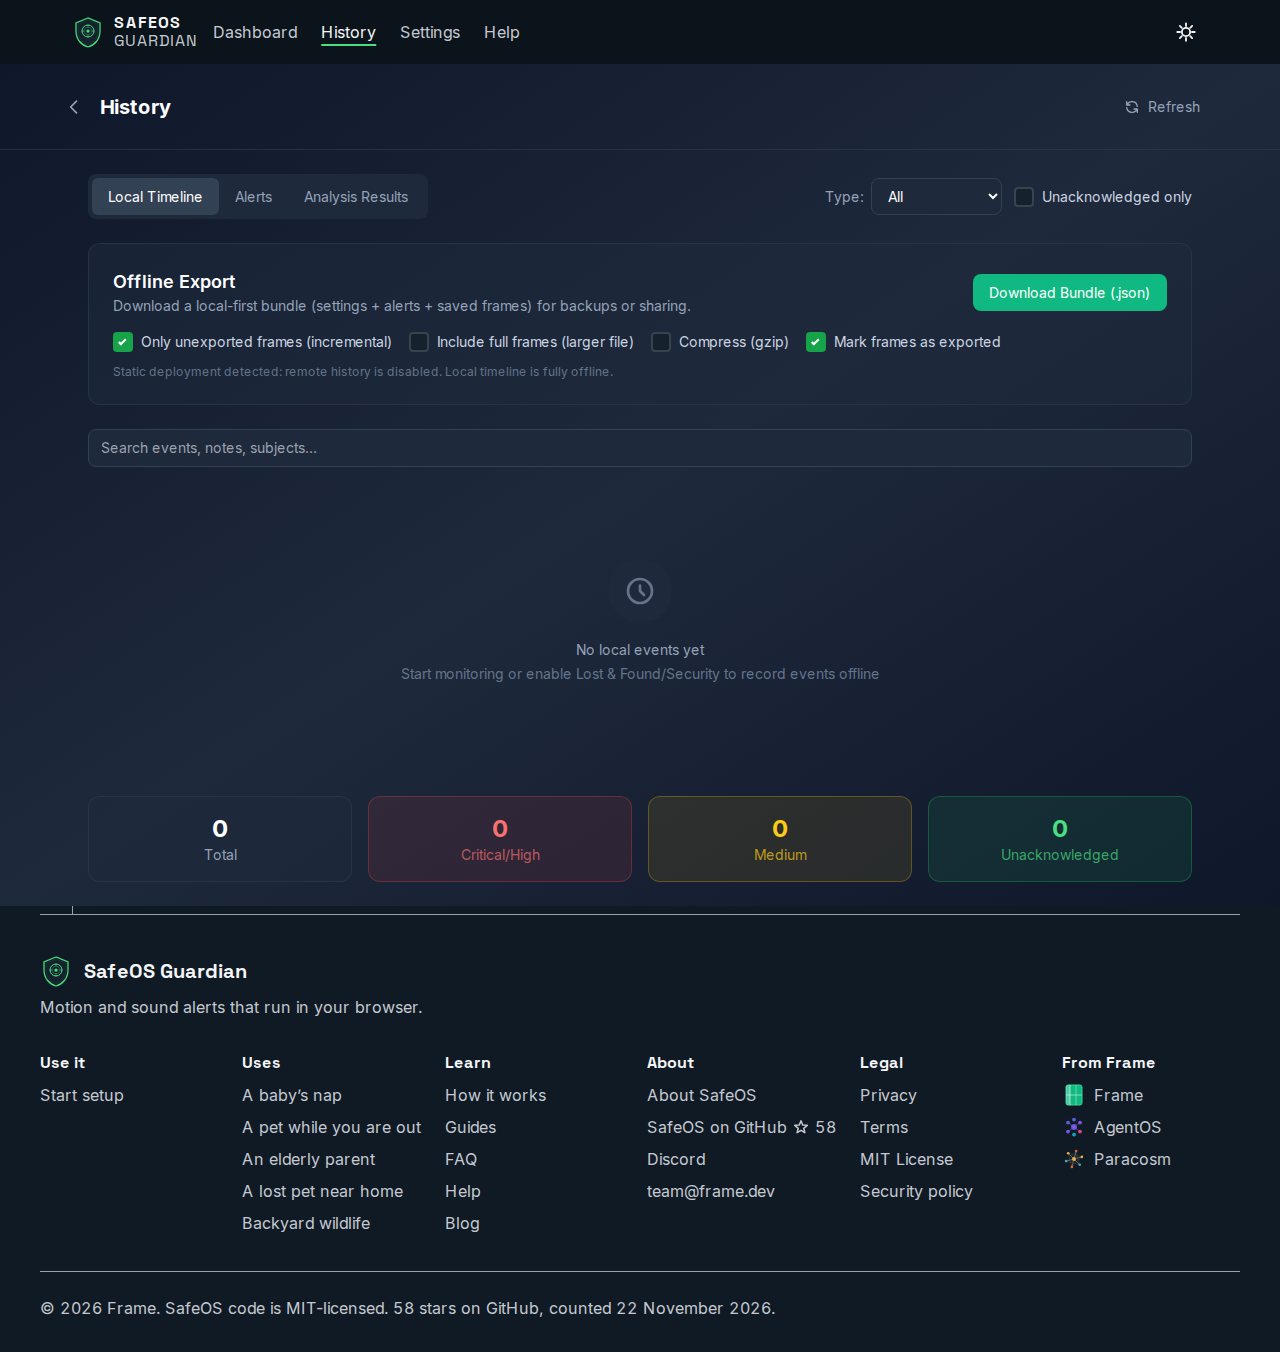 SAFEOS
GUARDIAN
Dashboard
History
Settings
Help
History
Refresh
Local Timeline
Alerts
Analysis Results
Type:
All
Unacknowledged only
Offline Export
Download a local-first bundle (settings + alerts + saved frames) for backups or sharing.
Download Bundle (.json)
Only unexported frames (incremental)
Include full frames (larger file)
Compress (gzip)
Mark frames as exported
Static deployment detected: remote history is disabled. Local timeline is fully offline.
Search events, notes, subjects...
No local events yet
Start monitoring or enable Lost & Found/Security to record events offline
0
Total
0
Critical/High
0
Medium
0
Unacknowledged
SafeOS Guardian
Motion and sound alerts that run in your browser.
Use it
Start setup
Uses
A baby’s nap
A pet while you are out
An elderly parent
A lost pet near home
Backyard wildlife
Learn
How it works
Guides
FAQ
Help
Blog
About
About SafeOS
SafeOS on GitHub ☆ 58
Discord
team@frame.dev
Legal
Privacy
Terms
MIT License
Security policy
From Frame
Frame
AgentOS
Paracosm
© 2026 Frame. SafeOS code is MIT-licensed. 58 stars on GitHub, counted 22 November 2026.